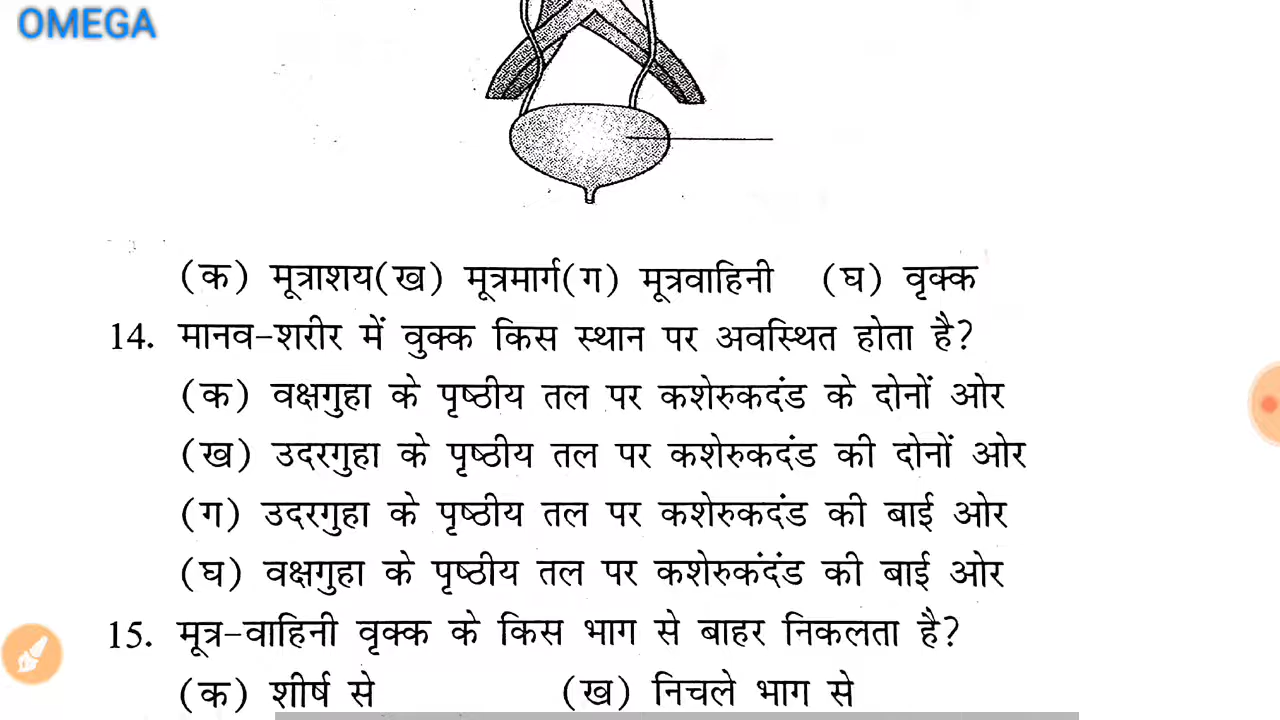 OMEGA
(क) मूत्राशय(ख) मूत्रमार्ग(ग) मूत्रवाहिनी (घ) वृक्क
14. मानव-शरीर में वुक्क किस स्थान पर अवस्थित होता है?
(क) वक्षगुहा के पृष्ठीय तल पर कशेरुकदंड के दोनों ओर
(ख) उदरगुहा के पृष्ठीय तल पर कशेरुकदंड की दोनों ओर
(ग) उदरगुहा के पृष्ठीय तल पर कशेरुकदंड की बाई ओर
(घ) वक्षगुहा के पृष्ठीय तल पर कशेरुकंदंड की बाई ओर
15. मूत्र-वाहिनी वृक्क के किस भाग से बाहर निकलता है?
(क) शीर्ष से (ख) निचले भाग से